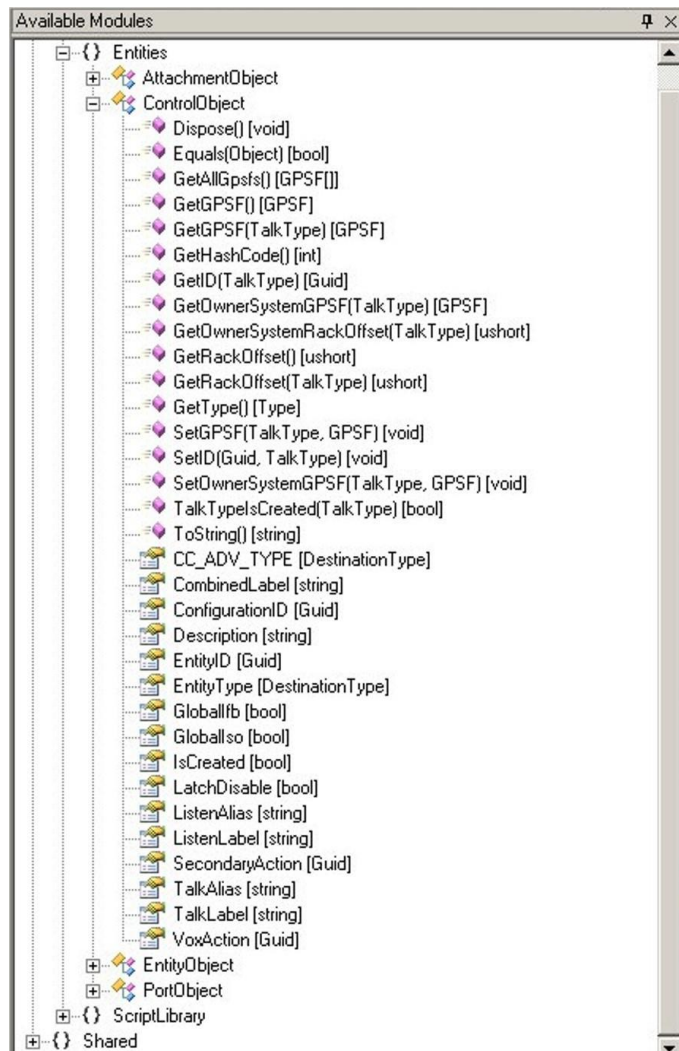 Available Modules
{} Entities
AttachmentObject
ControlObject
Dispose() [void]
Equals(Object) [bool]
GetAllGpsfs() [GPSF[]]
GetGPSF() [GPSF]
GetGPSF(TalkType) [GPSF]
GetHashCode() [int]
GetID(TalkType) [Guid]
GetOwnerSystemGPSF(TalkType) [GPSF]
GetOwnerSystemRackOffset(TalkType) [ushort]
GetRackOffset() [ushort]
GetRackOffset(TalkType) [ushort]
GetType() [Type]
SetGPSF(TalkType, GPSF) [void]
SetID(Guid, TalkType) [void]
SetOwnerSystemGPSF(TalkType, GPSF) [void]
TalkTypeIsCreated(TalkType) [bool]
ToString() [string]
CC_ADV_TYPE [DestinationType]
CombinedLabel [string]
ConfigurationID [Guid]
Description [string]
EntityID [Guid]
EntityType [DestinationType]
GlobalIfb [bool]
GlobalIso [bool]
IsCreated [bool]
LatchDisable [bool]
ListenAlias [string]
ListenLabel [string]
SecondaryAction [Guid]
TalkAlias [string]
TalkLabel [string]
VoxAction [Guid]
EntityObject
PortObject
{} ScriptLibrary
{} Shared